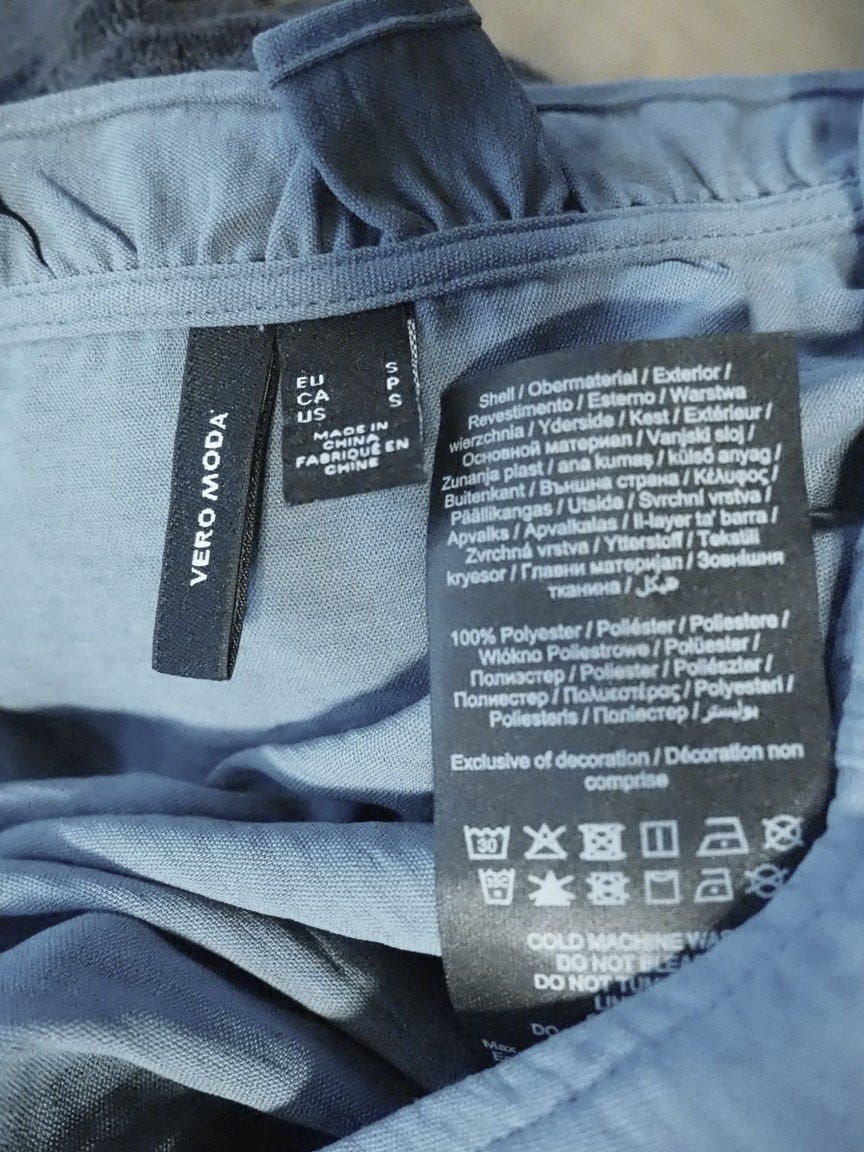 VERO MODA
EU S
CA P
US S
MADE IN
CHINA
FABRIQUÉ EN
CHINE
Shell / Obermaterial / Exterior /
Revestimento / Esterno / Warstwa
wierzchnia / Yderside / Kest / Extérieur /
Основной материал / Vanjski sloj /
Zunanja plast / ana kumaş / külső anyag /
Buitenkant / Външна страна / Κέλυφος /
Päällikangas / Utsida / Svrchní vrstva /
Apvalks / Apvalkalas / Il-layer ta' barra /
Zvrchná vrstva / Ytterstoff / Tekstili
kryesor / Главни материјал / Зовнішня
тканина / هيكل
100% Polyester / Poliéster / Poliestere /
Włókno Poliestrowe / Polüester /
Полиэстер / Poliester / Poliészter /
Полиестер / Πολυεστέρας / Polyesteri /
Poliesteris / Поліестер / بوليستر
Exclusive of decoration / Décoration non
comprise
30
COLD MACHINE
DO NOT
DO NOT
DO
Max